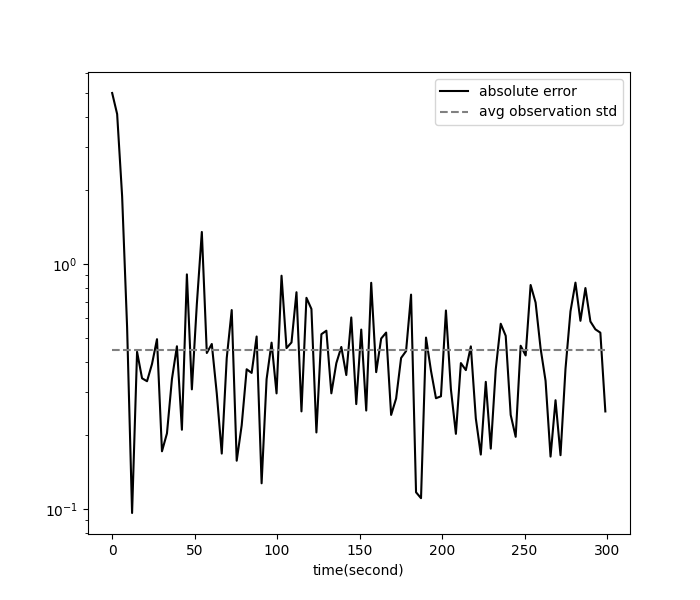 absolute error
avg observation std
10⁰
10⁻¹
0 50 100 150 200 250 300
time(second)